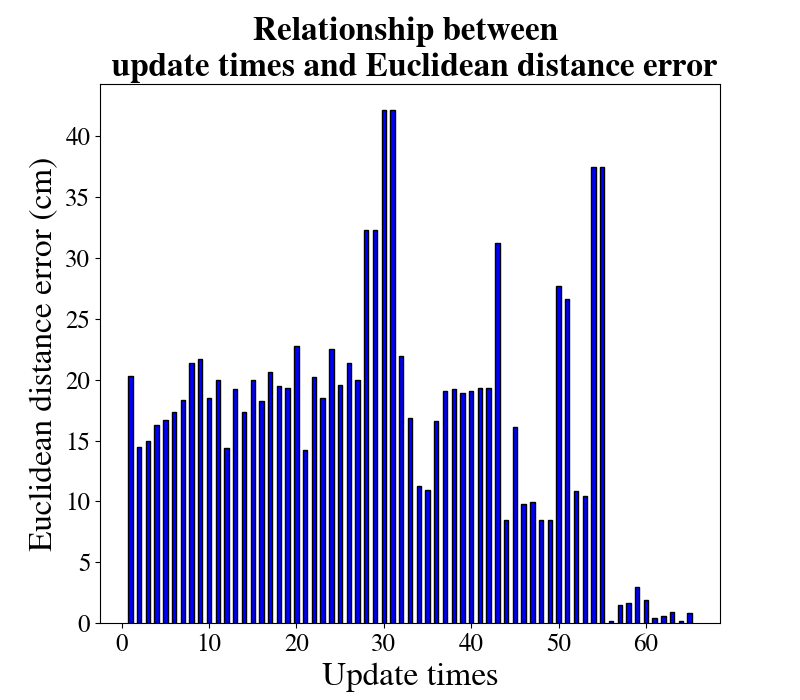 Relationship between
update times and Euclidean distance error
Euclidean distance error (cm)
40
35
30
25
20
15
10
5
0
0 10 20 30 40 50 60
Update times